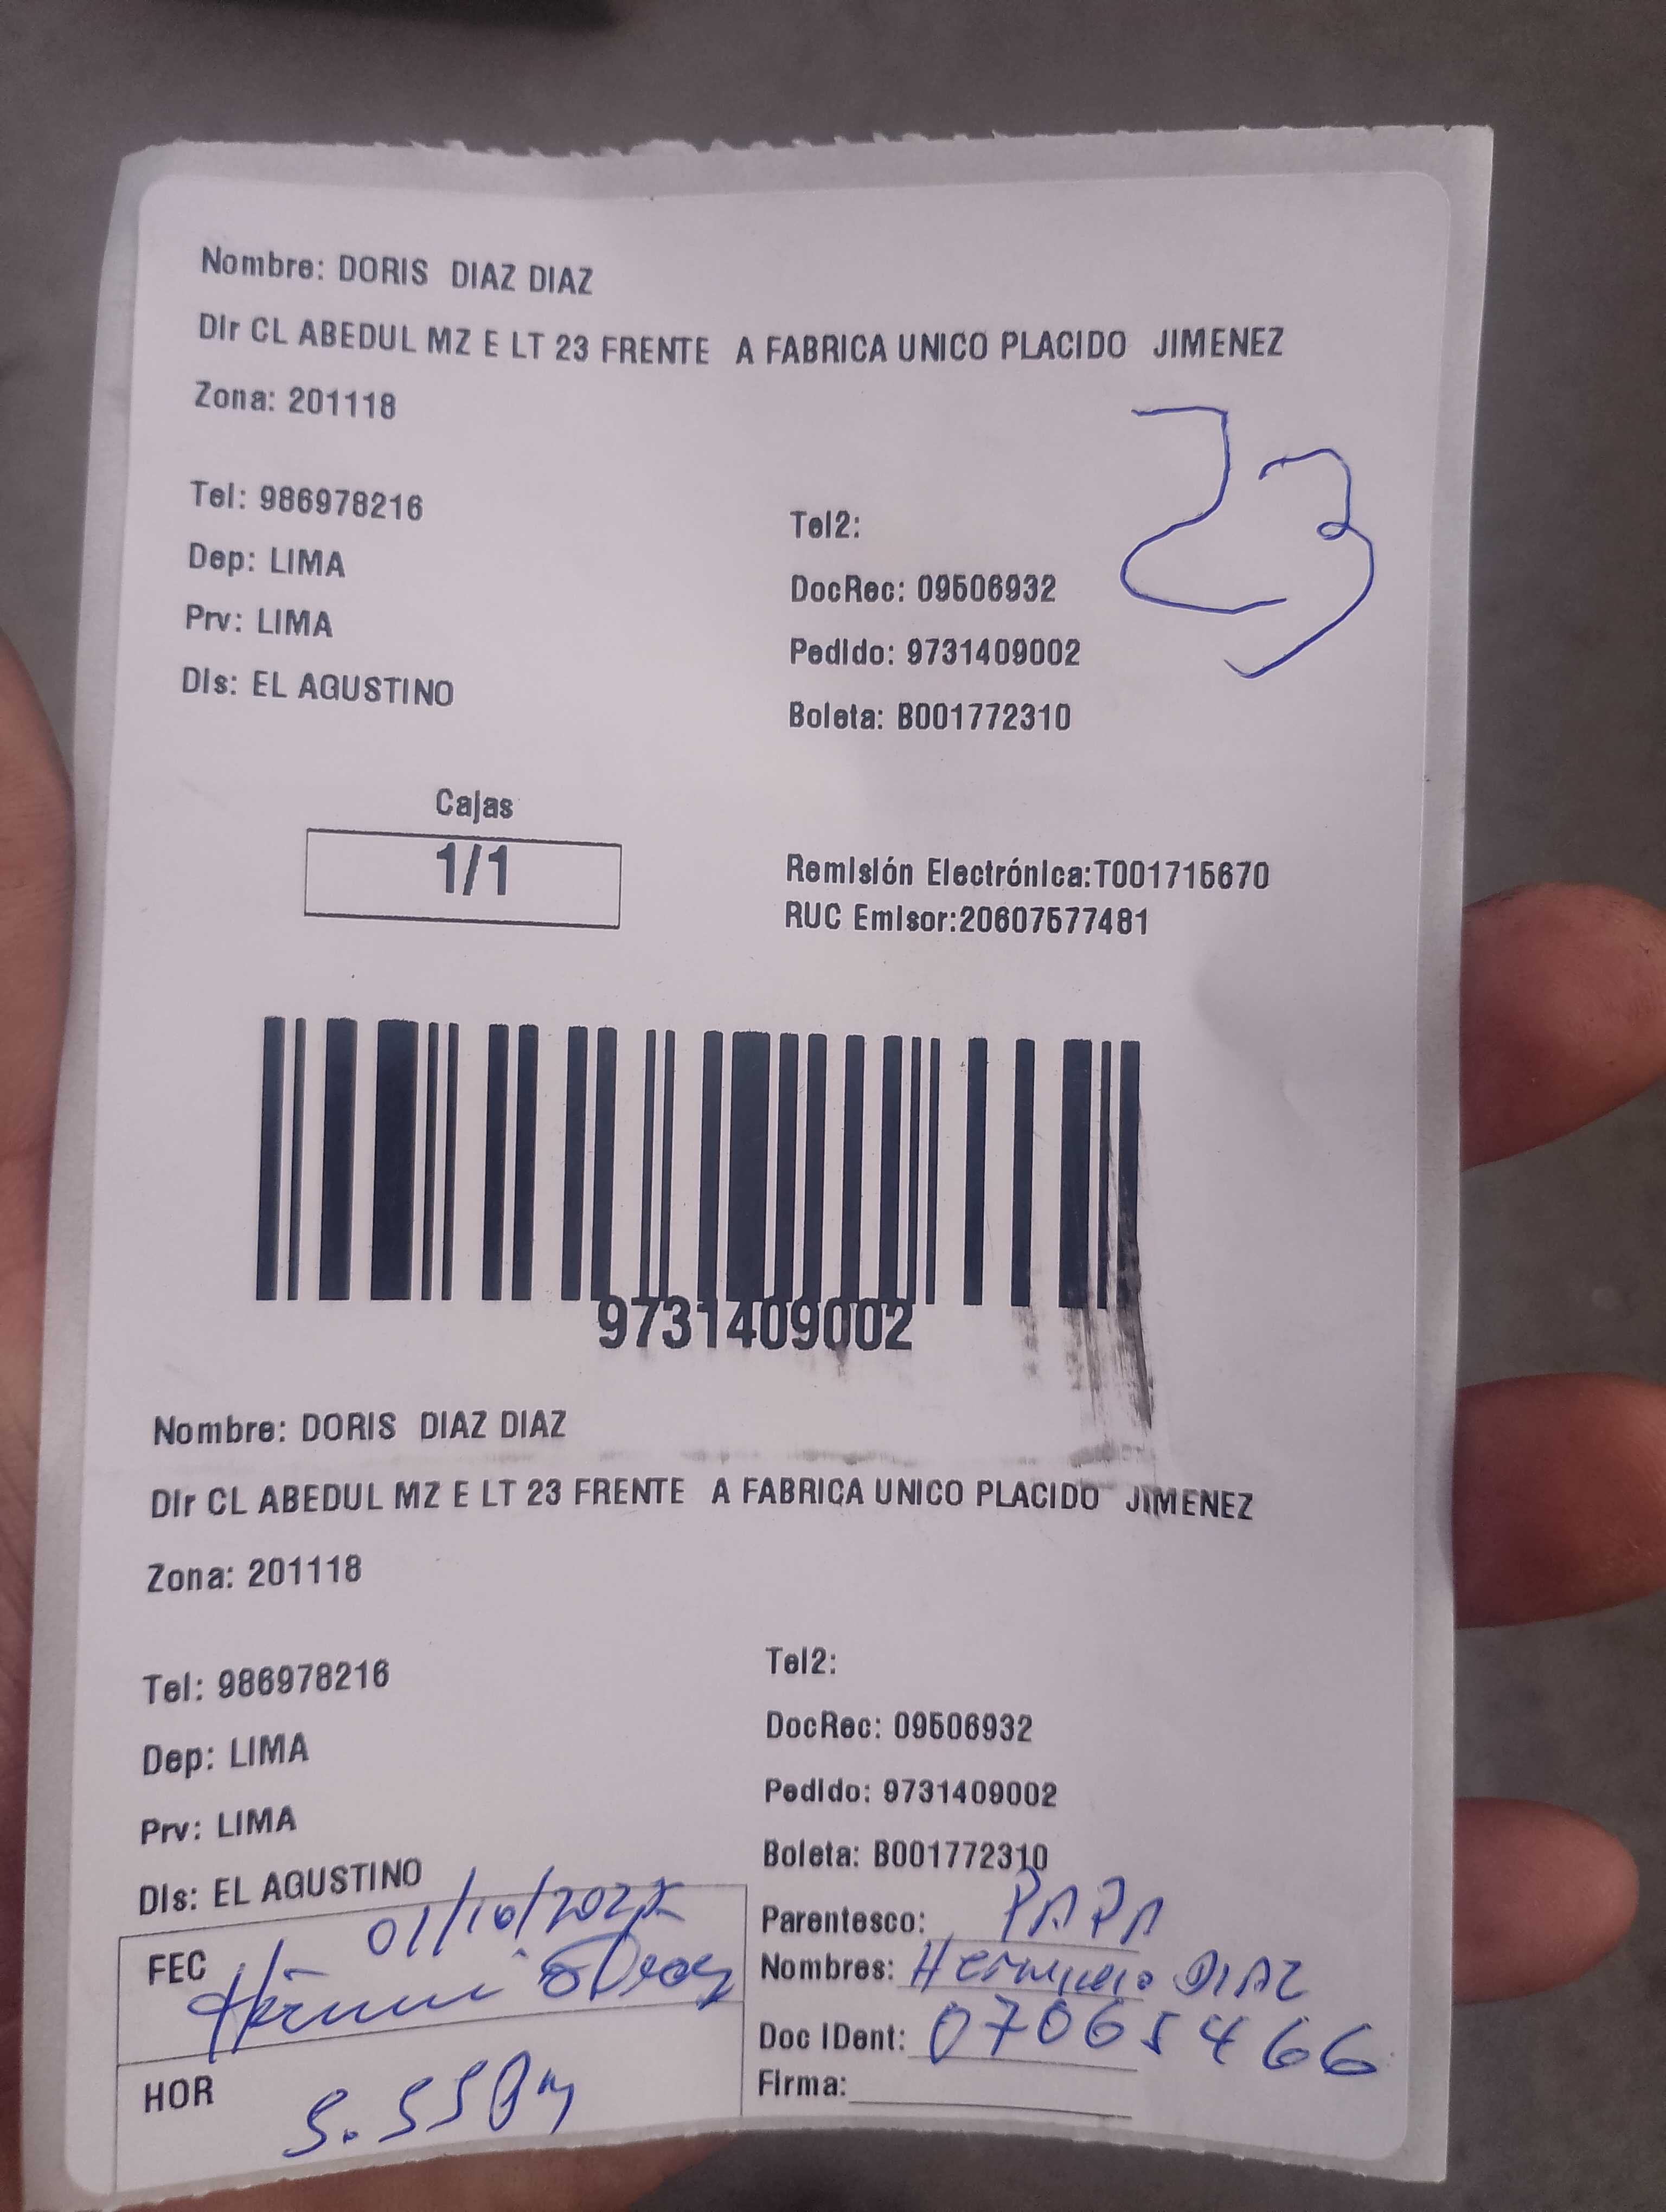 Nombre: DORIS DIAZ DIAZ
Dir CL ABEDUL MZ E LT 23 FRENTE A FABRICA UNICO PLACIDO JIMENEZ
Zona: 201118
23
Tel: 986978216
Tel2:
Dep: LIMA
DocRec: 09506932
Prv: LIMA
Pedido: 9731409002
Dis: EL AGUSTINO
Boleta: B001772310
Cajas
1/1
Remisión Electrónica:T001715670
RUC Emisor:20607577481
9731409002
Nombre: DORIS DIAZ DIAZ
Dir CL ABEDUL MZ E LT 23 FRENTE A FABRICA UNICO PLACIDO JIMENEZ
Zona: 201118
Tel: 986978216
Tel2:
Dep: LIMA
DocRec: 09506932
Prv: LIMA
Pedido: 9731409002
Dis: EL AGUSTINO
Boleta: B001772310
FEC
Parentesco: PAPA
Nombres: DIAZ
Doc IDent: 07065466
HOR
Firma: